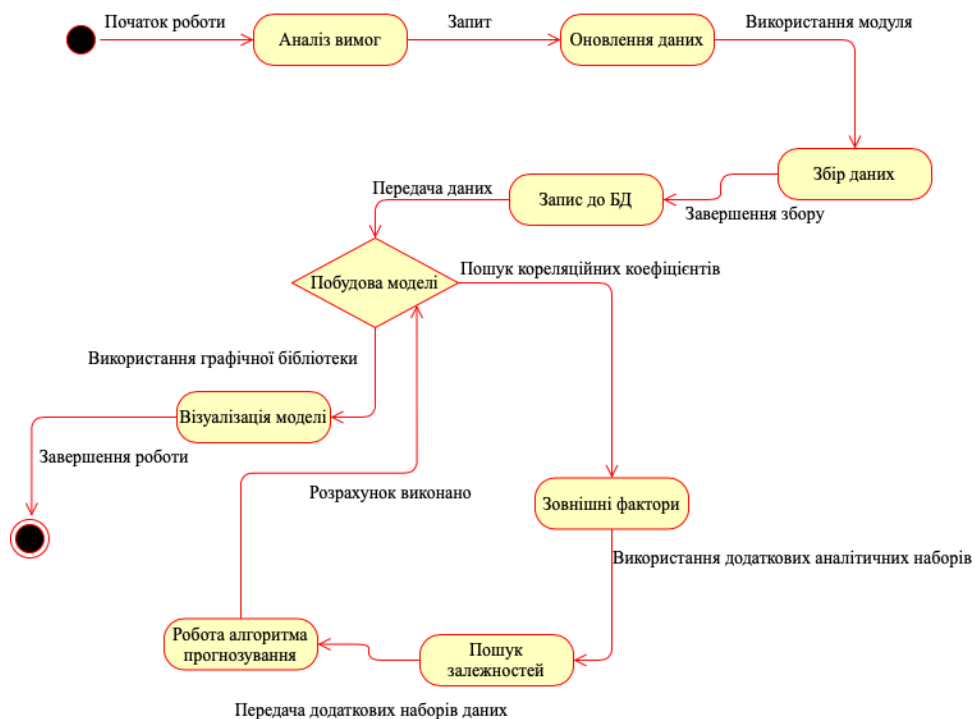 Початок роботи
Аналіз вимог
Запит
Оновлення даних
Використання модуля
Збір даних
Завершення збору
Запис до БД
Передача даних
Побудова моделі
Пошук кореляційних коефіцієнтів
Використання графічної бібліотеки
Візуалізація моделі
Завершення роботи
Розрахунок виконано
Зовнішні фактори
Використання додаткових аналітичних наборів
Пошук
залежностей
Робота алгоритма
прогнозування
Передача додаткових наборів даних